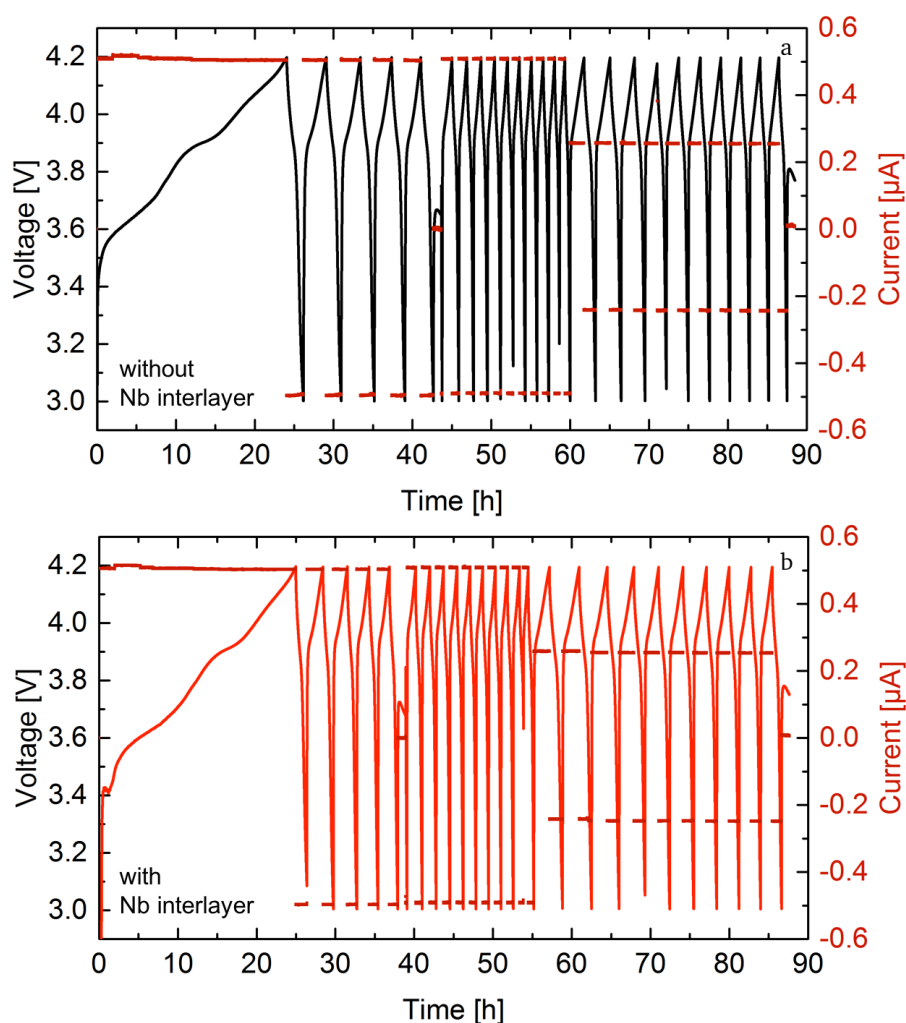 a
4.2
4.0
3.8
3.6
3.4
3.2
3.0
Voltage [V]
0.6
0.4
0.2
0.0
-0.2
-0.4
-0.6
Current [µA]
without
Nb interlayer
0 10 20 30 40 50 60 70 80 90
Time [h]
b
4.2
4.0
3.8
3.6
3.4
3.2
3.0
Voltage [V]
0.6
0.4
0.2
0.0
-0.2
-0.4
-0.6
Current [µA]
with
Nb interlayer
0 10 20 30 40 50 60 70 80 90
Time [h]